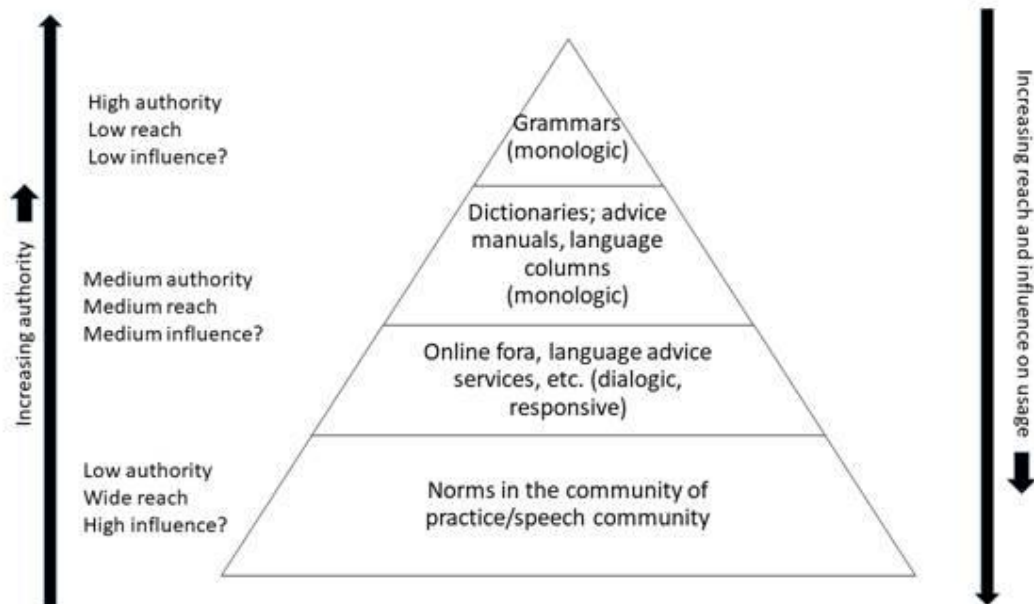 High authority
Low reach
Low influence?
Grammars
(monologic)
Dictionaries; advice
manuals, language
columns
(monologic)
Medium authority
Medium reach
Medium influence?
Online fora, language advice
services, etc. (dialogic,
responsive)
Low authority
Wide reach
High influence?
Norms in the community of
practice/speech community
Increasing authority
Increasing reach and influence on usage